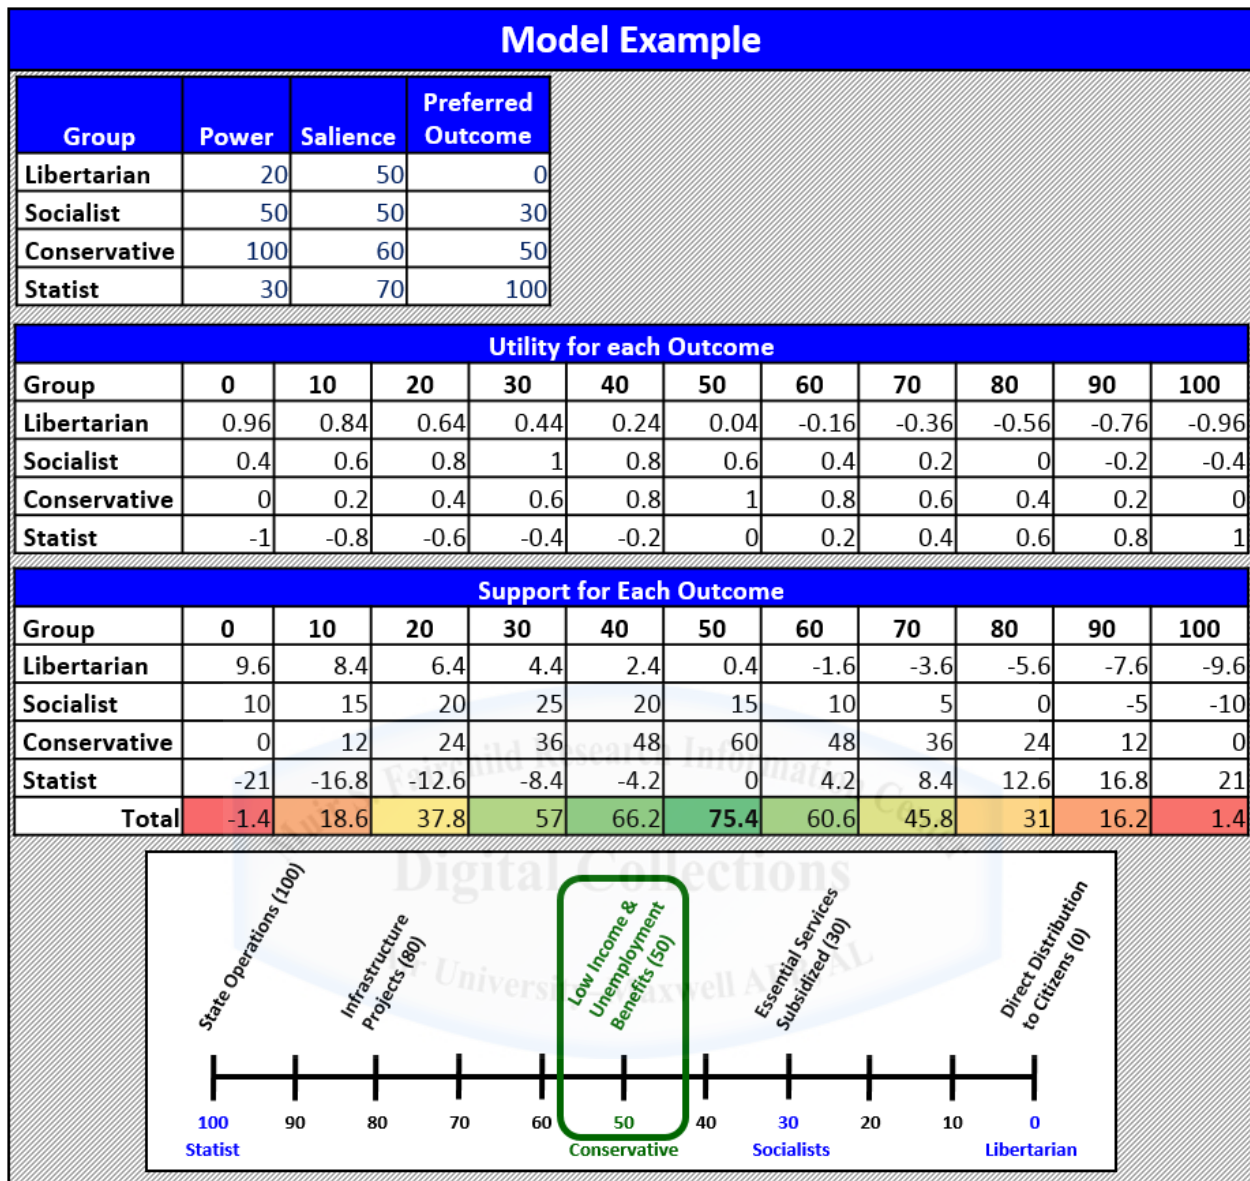 Model Example
Group Power Salience Preferred Outcome
Libertarian 20 50 0
Socialist 50 50 30
Conservative 100 60 50
Statist 30 70 100
Utility for each Outcome
Group 0 10 20 30 40 50 60 70 80 90 100
Libertarian 0.96 0.84 0.64 0.44 0.24 0.04 -0.16 -0.36 -0.56 -0.76 -0.96
Socialist 0.4 0.6 0.8 1 0.8 0.6 0.4 0.2 0 -0.2 -0.4
Conservative 0 0.2 0.4 0.6 0.8 1 0.8 0.6 0.4 0.2 0
Statist -1 -0.8 -0.6 -0.4 -0.2 0 0.2 0.4 0.6 0.8 1
Support for Each Outcome
Group 0 10 20 30 40 50 60 70 80 90 100
Libertarian 9.6 8.4 6.4 4.4 2.4 0.4 -1.6 -3.6 -5.6 -7.6 -9.6
Socialist 10 15 20 25 20 15 10 5 0 -5 -10
Conservative 0 12 24 36 48 60 48 36 24 12 0
Statist -21 -16.8 -12.6 -8.4 -4.2 0 4.2 8.4 12.6 16.8 21
Total -1.4 18.6 37.8 57 66.2 75.4 60.6 45.8 31 16.2 1.4
Fairchild Research Information
Digital Collections
University Maxwell
State Operations (100)
Infrastructure
Projects (80)
Low Income &
Unemployment
Benefits (50)
Essential Services
Subsidized (30)
Direct Distribution
to Citizens (0)
100 90 80 70 60 50 40 30 20 10 0
Statist Conservative Socialists Libertarian